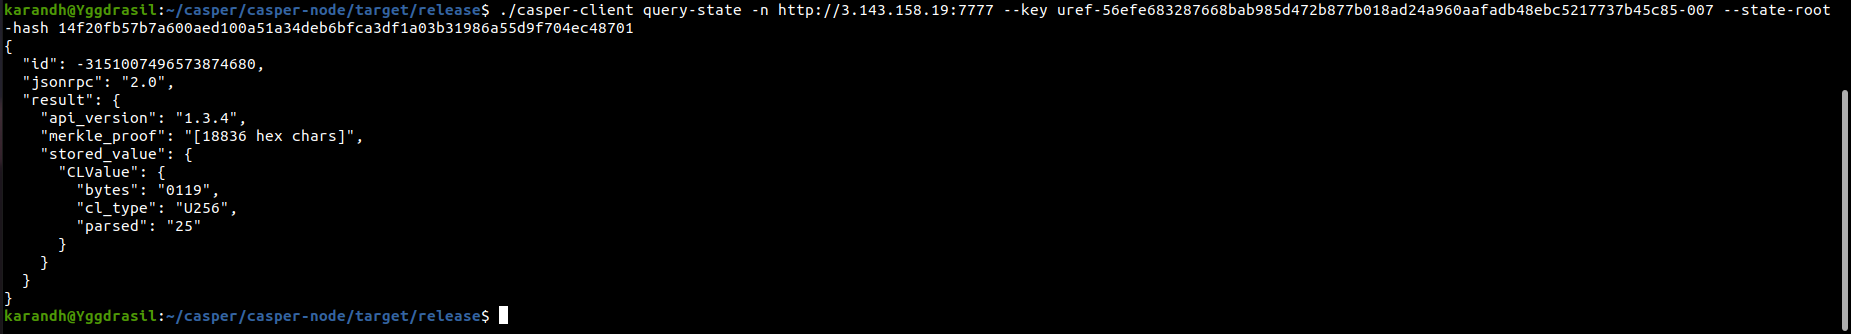 karandh@Yggdrasil:~/casper/casper-node/target/release$ ./casper-client query-state -n http://3.143.158.19:7777 --key uref-56efe683287668bab985d472b877b018ad24a960aafadb48ebc5217737b45c85-007 --state-root
-hash 14f20fb57b7a600aed100a51a34deb6bfca3df1a03b31986a55d9f704ec48701
{
  "id": -3151007496573874680,
  "jsonrpc": "2.0",
  "result": {
    "api_version": "1.3.4",
    "merkle_proof": "[18836 hex chars]",
    "stored_value": {
      "CLValue": {
        "bytes": "0119",
        "cl_type": "U256",
        "parsed": "25"
      }
    }
  }
}
karandh@Yggdrasil:~/casper/casper-node/target/release$